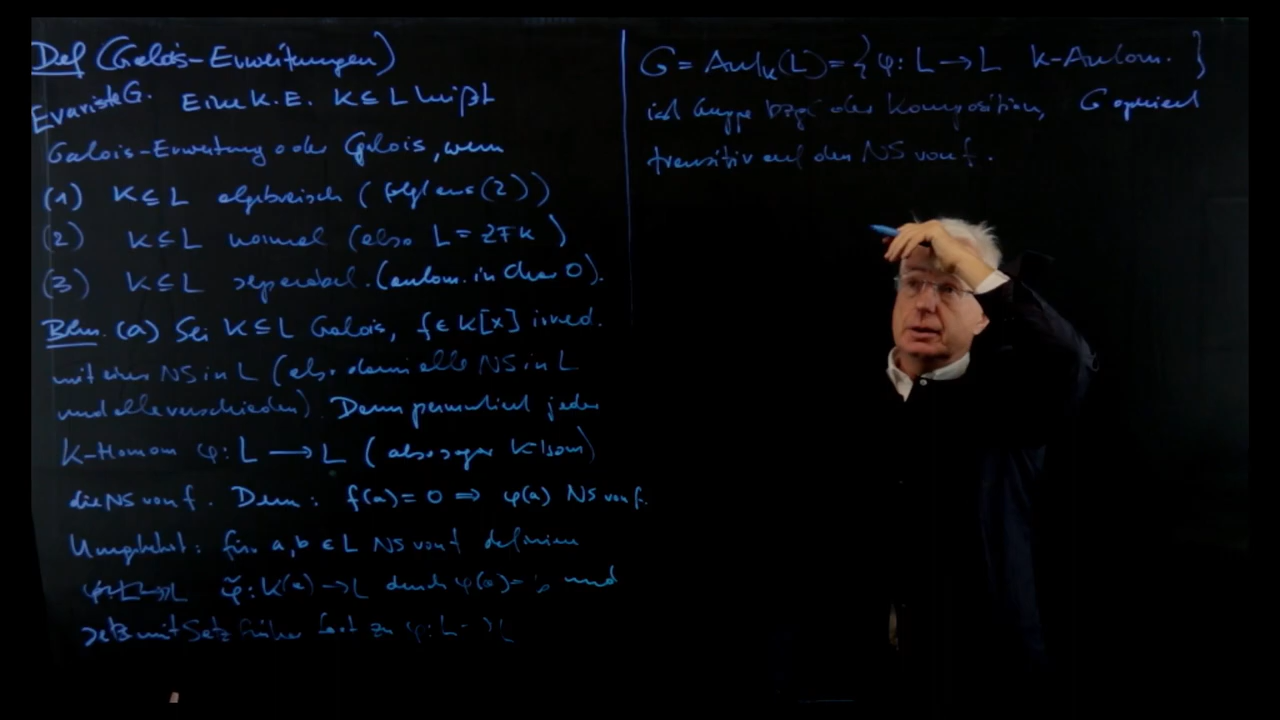 Def (Galois-Erweiterungen)
Evariste G. Eine K.E. K ⊆ L heißt
Galois-Erweiterung oder Galois, wenn
(1) K ⊆ L algebraisch (folgt aus (2))
(2) K ⊆ L normal (also L = ZFK)
(3) K ⊆ L separabel. (autom. in Char 0).
Bem. (a) Sei K ⊆ L Galois, f ∈ K[x] irred.
mit einer NS in L (also dann alle NS in L
und alle verschieden). Dann permutiert jeder
K-Homom φ: L → L (also sogar K-Isom)
die NS von f. Denn: f(a) = 0 ⇒ φ(a) NS von f.
Umgekehrt: für a, b ∈ L NS von f definiere
φ̃: K(a) → L durch φ(a) = b und
setze mit Satz früher fort zu φ: L → L
G = Aut_K(L) = { φ: L → L K-Autom. }
ist Gruppe bzgl der Komposition, G operiert
transitiv auf den NS von f.